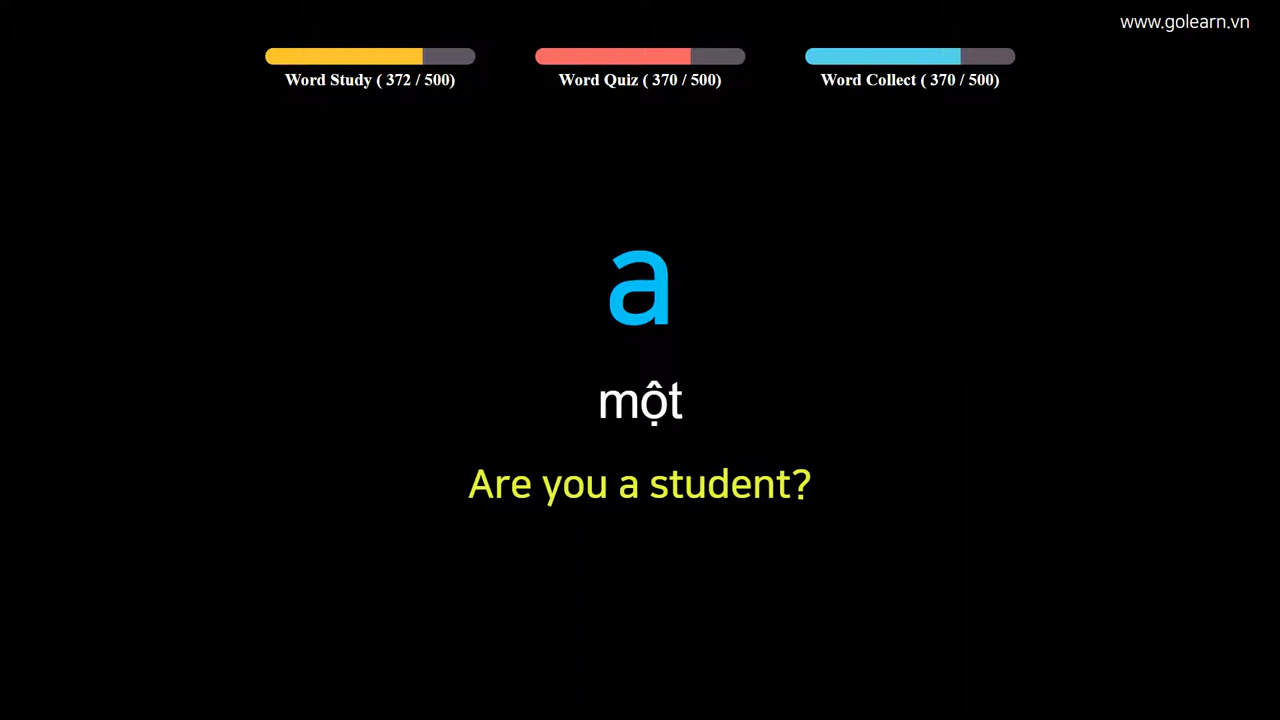 www.golearn.vn
Word Study ( 372 / 500) Word Quiz ( 370 / 500) Word Collect ( 370 / 500)
a
một
Are you a student?